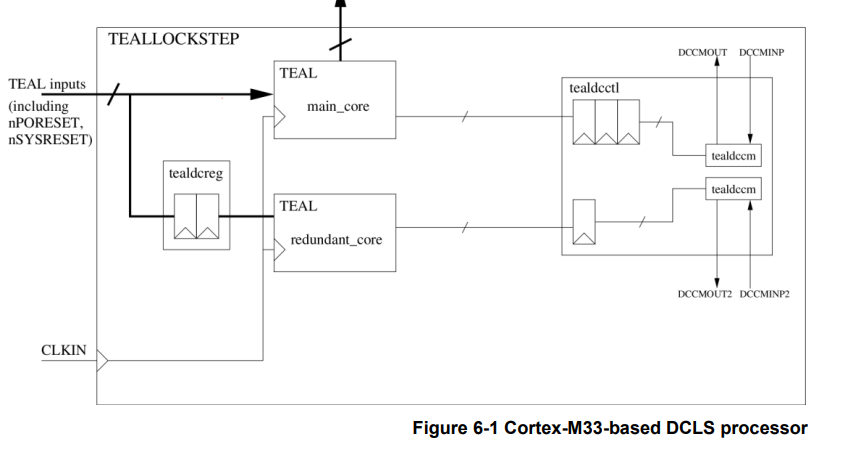 TEALLOCKSTEP
DCCMOUT DCCMINP
TEAL inputs
(including
nPORESET,
nSYSRESET)
TEAL
main_core
tealdcctl
tealdccm
tealdcreg
tealdccm
TEAL
redundant_core
DCCMOUT2 DCCMINP2
CLKIN
Figure 6-1 Cortex-M33-based DCLS processor